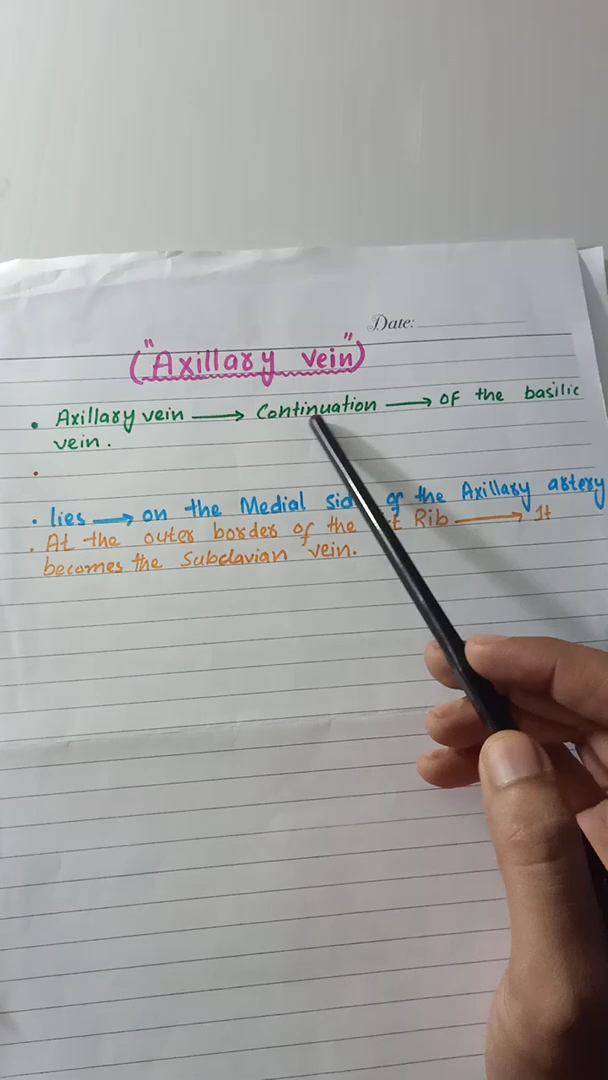 Date:
("Axillary vein")
• Axillary vein → Continuation → of the basilic
vein.
•
• lies → on the Medial of the Axillary artery
• At the outer border of the Rib → It
becomes the Subclavian vein.